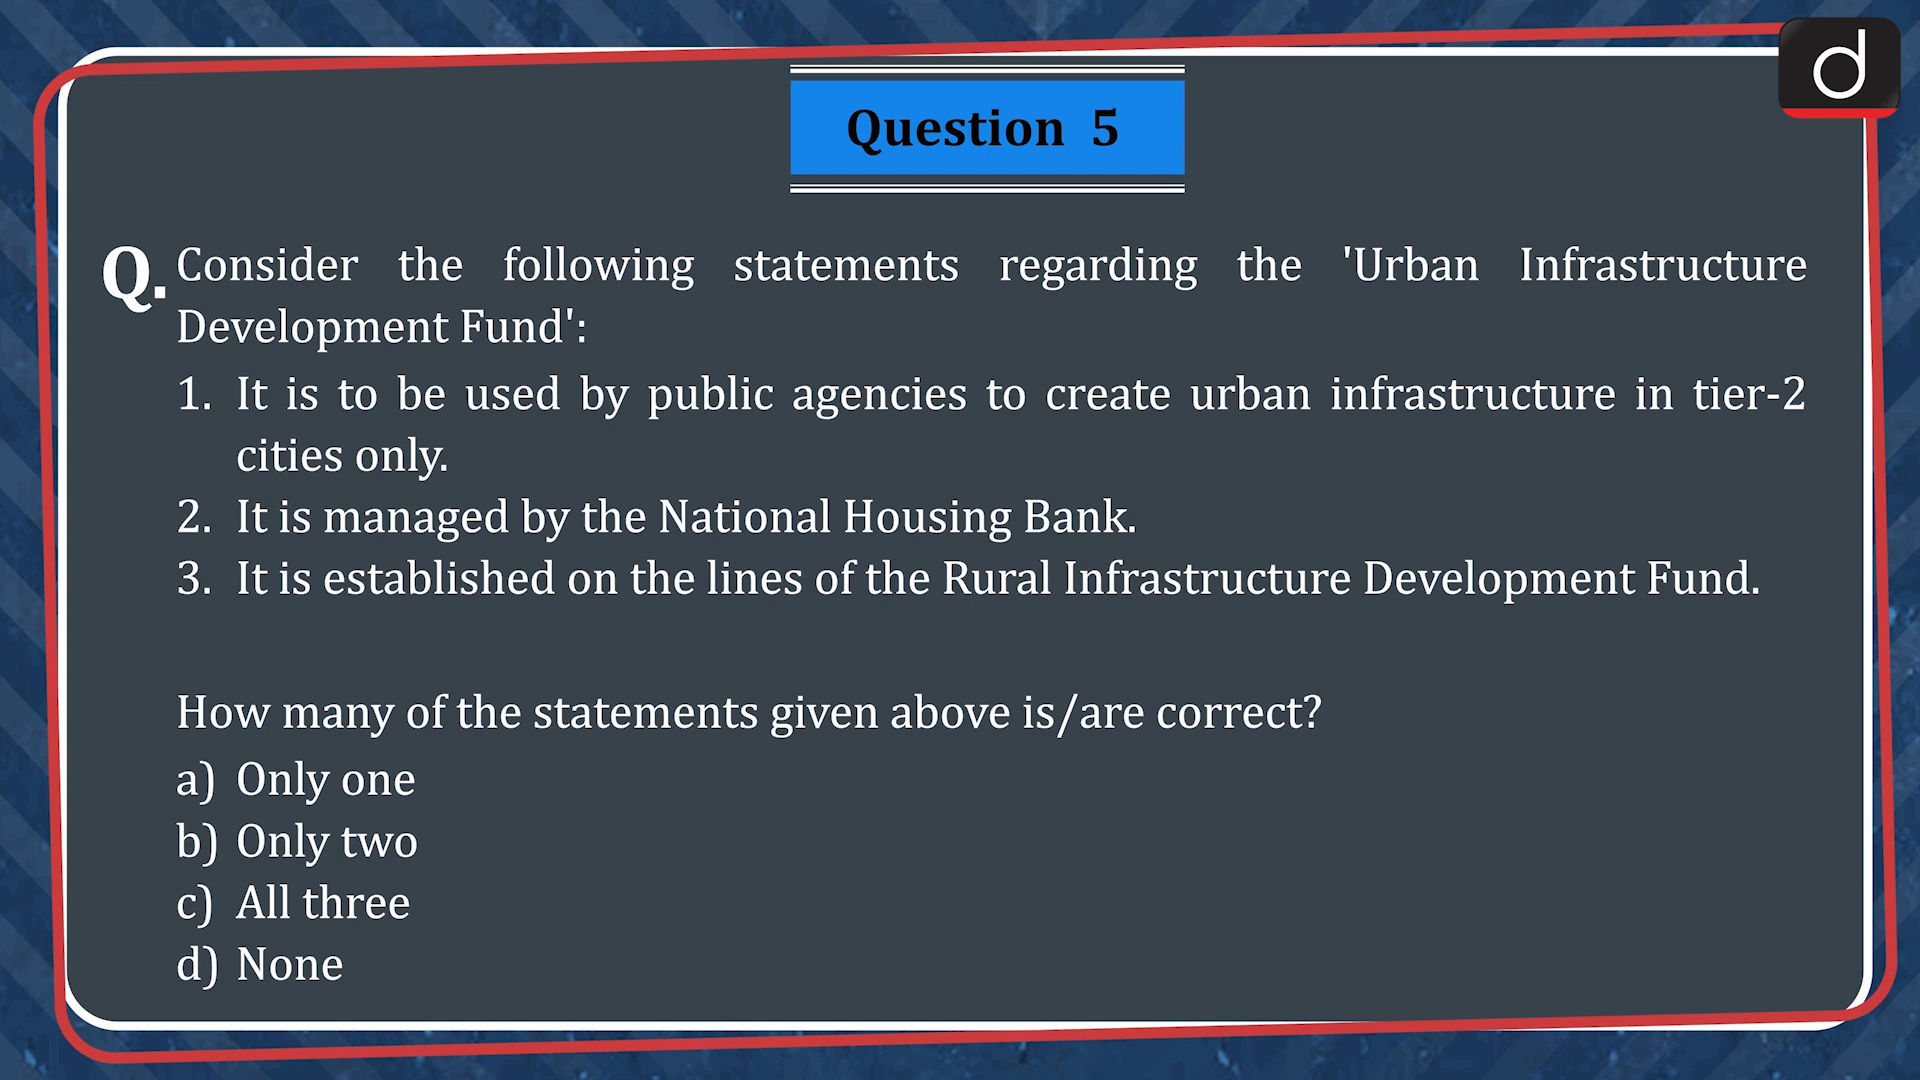 Question 5
Q. Consider the following statements regarding the 'Urban Infrastructure
Development Fund':
1. It is to be used by public agencies to create urban infrastructure in tier-2
cities only.
2. It is managed by the National Housing Bank.
3. It is established on the lines of the Rural Infrastructure Development Fund.
How many of the statements given above is/are correct?
a) Only one
b) Only two
c) All three
d) None
d